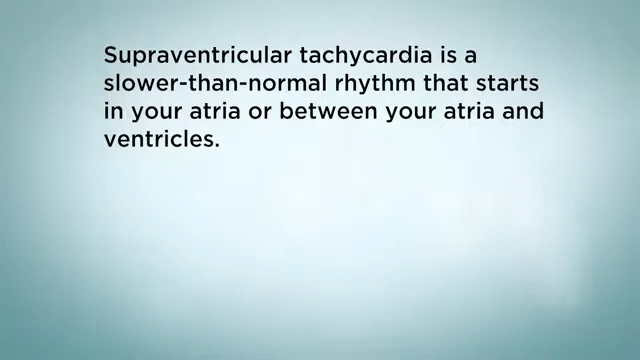 Supraventricular tachycardia is a
slower-than-normal rhythm that starts
in your atria or between your atria and
ventricles.